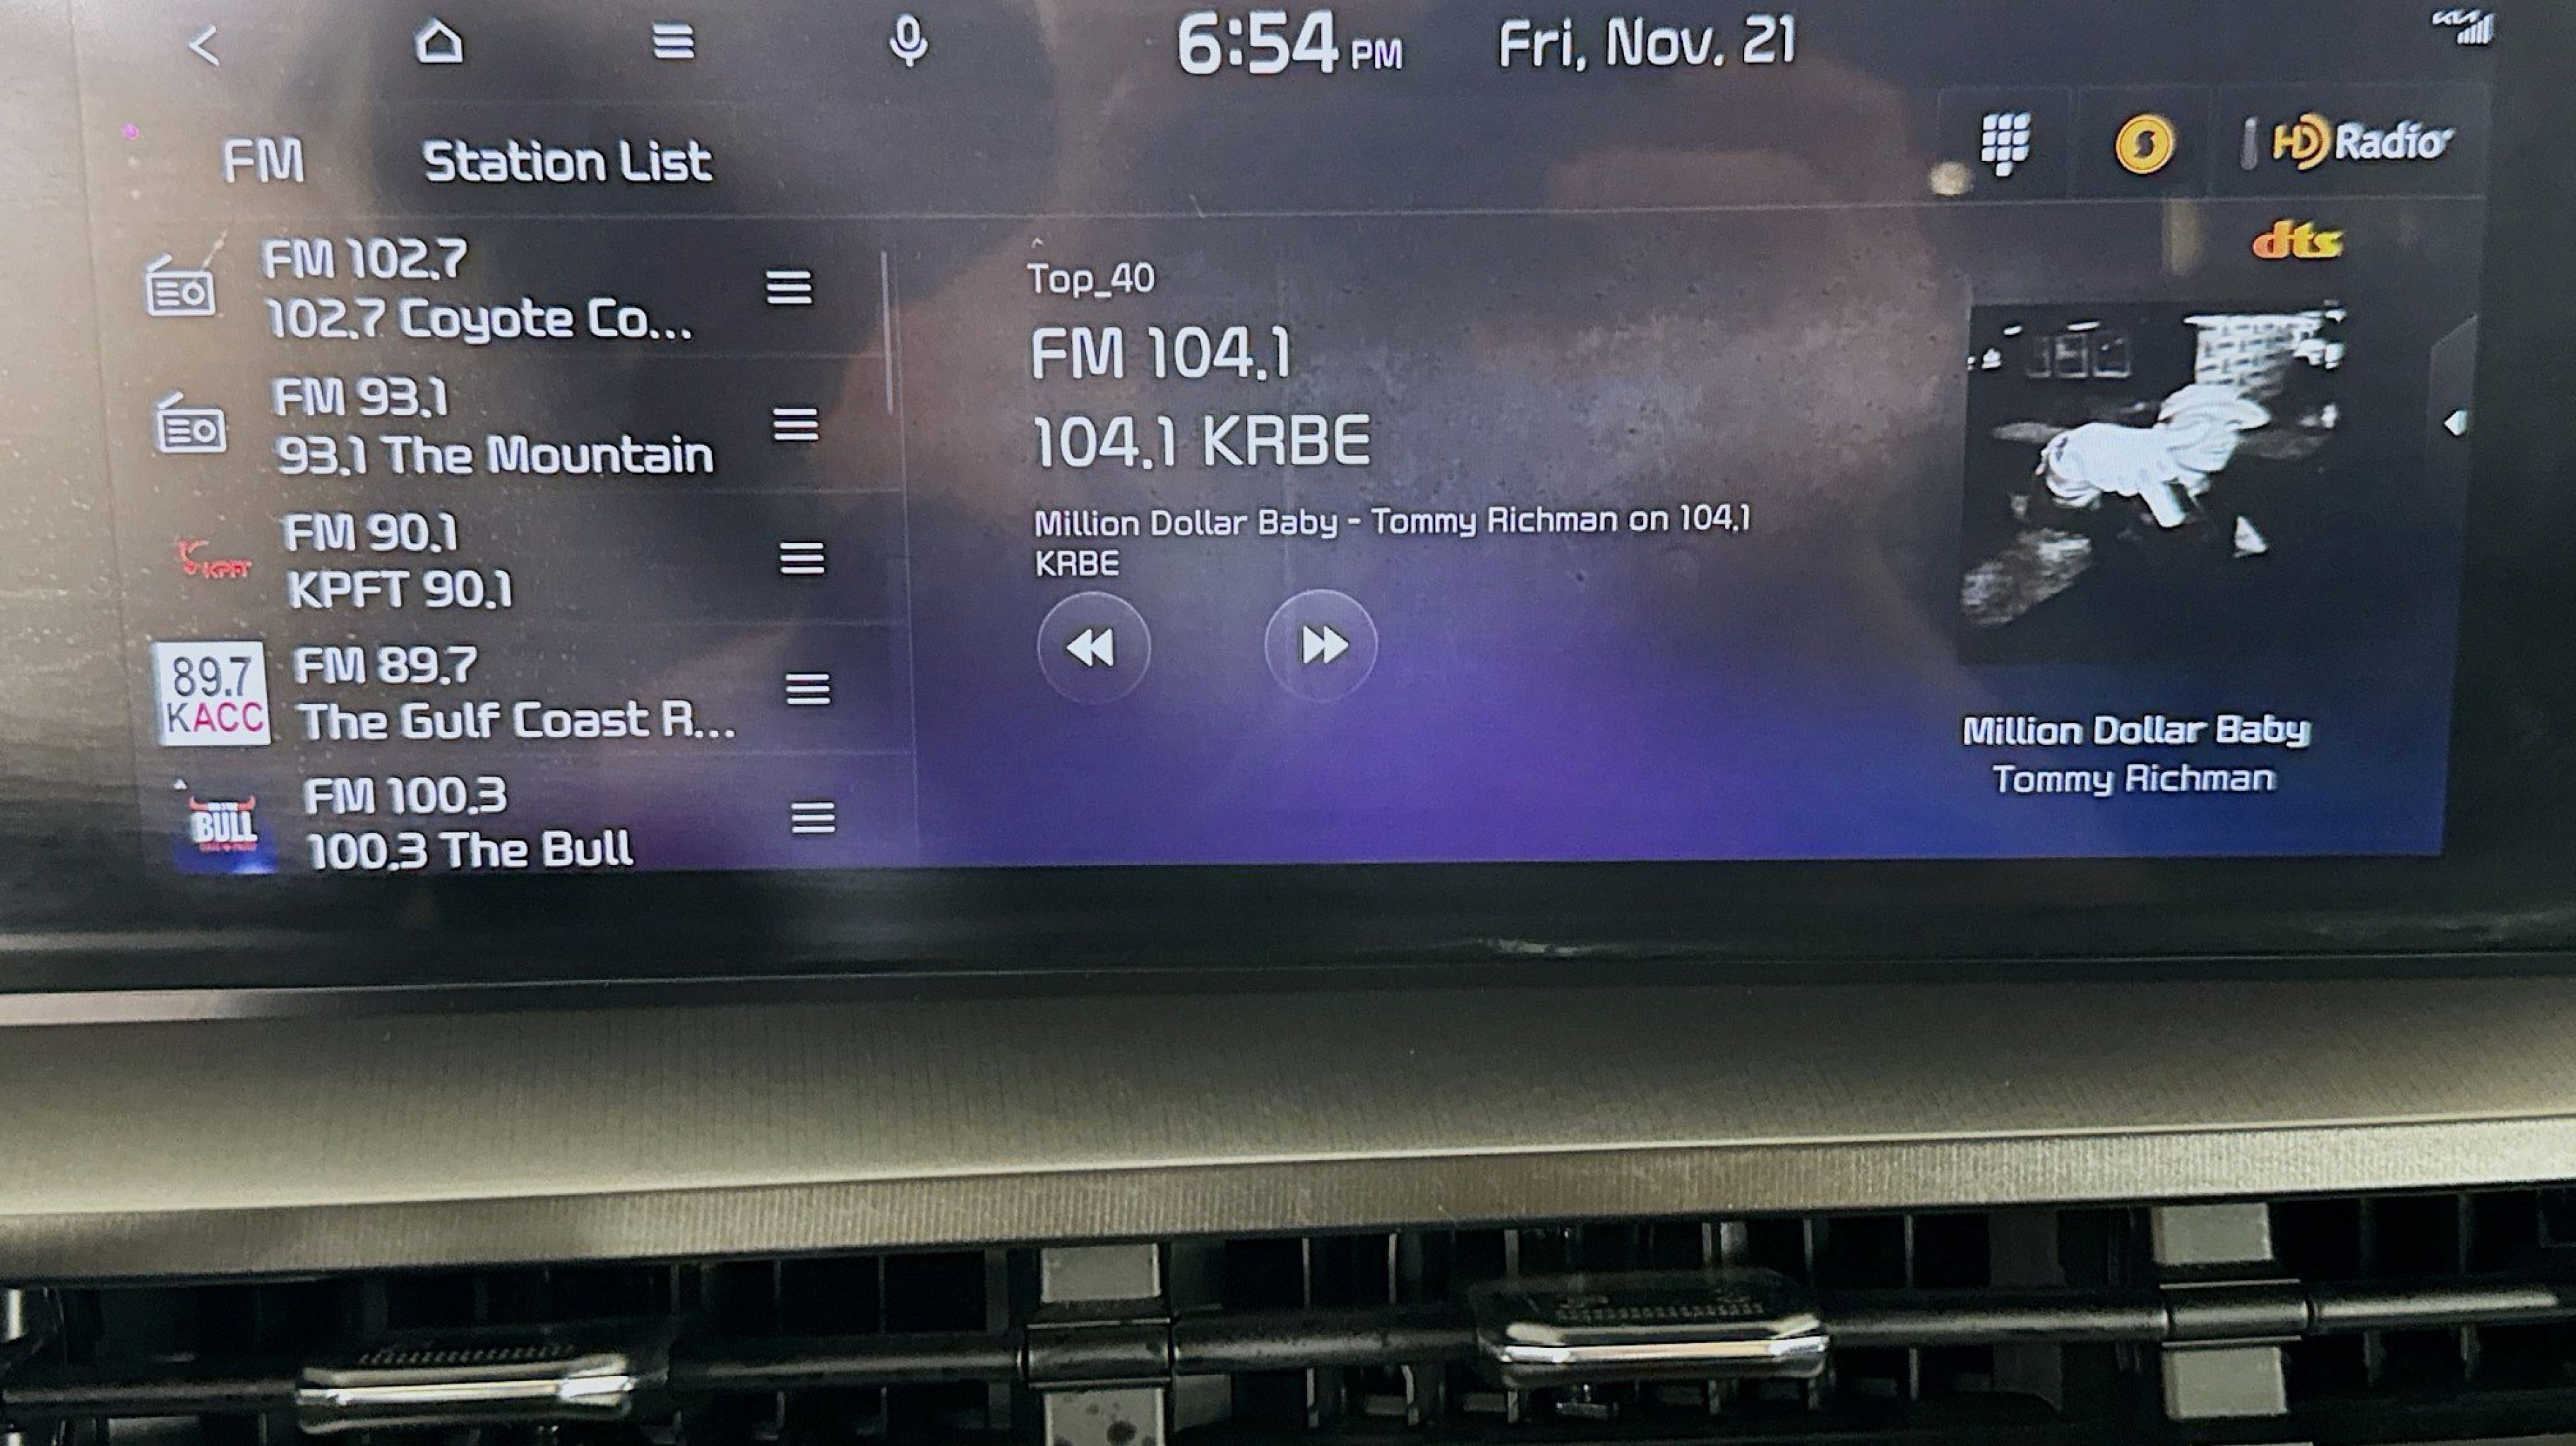 6:54 PM
Fri, Nov. 21
FM
Station List
HD Radio
FM 102.7
102.7 Coyote Co...
FM 93.1
93.1 The Mountain
KPFT
FM 90.1
KPFT 90.1
89.7
KACC
FM 89.7
The Gulf Coast R...
BULL
FM 100.3
100.3 The Bull
Top_40
FM 104.1
104.1 KRBE
Million Dollar Baby - Tommy Richman on 104.1
KRBE
dts
Million Dollar Baby
Tommy Richman